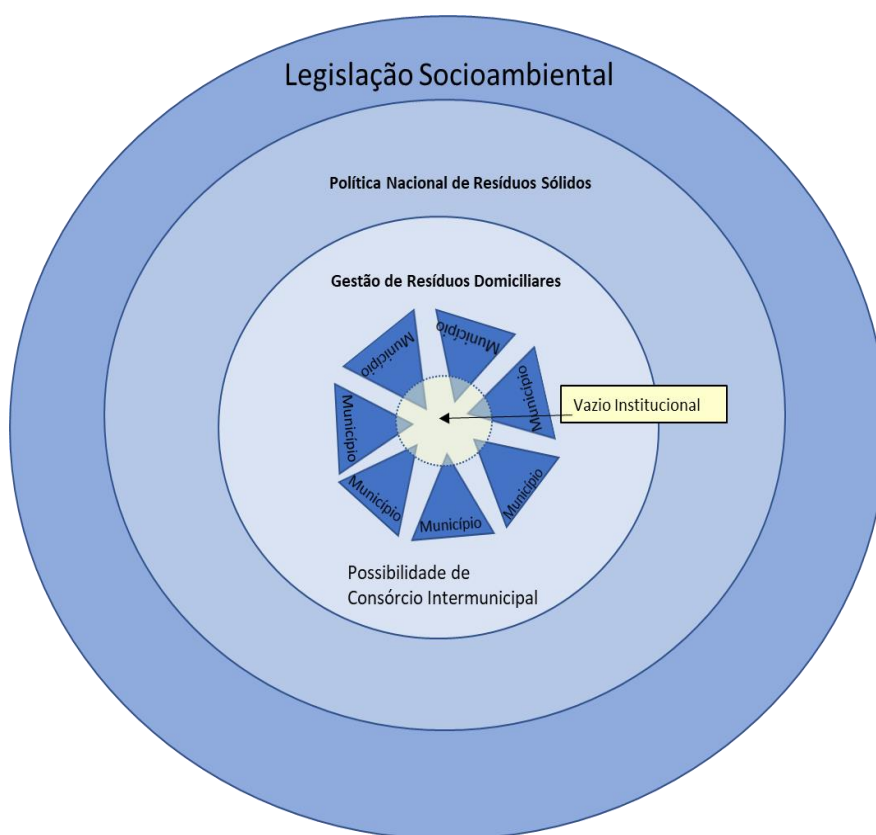 Legislação Socioambiental
Política Nacional de Resíduos Sólidos
Gestão de Resíduos Domiciliares
Município
Município
Município
Vazio Institucional
Município
Município
Município
Município
Possibilidade de
Consórcio Intermunicipal